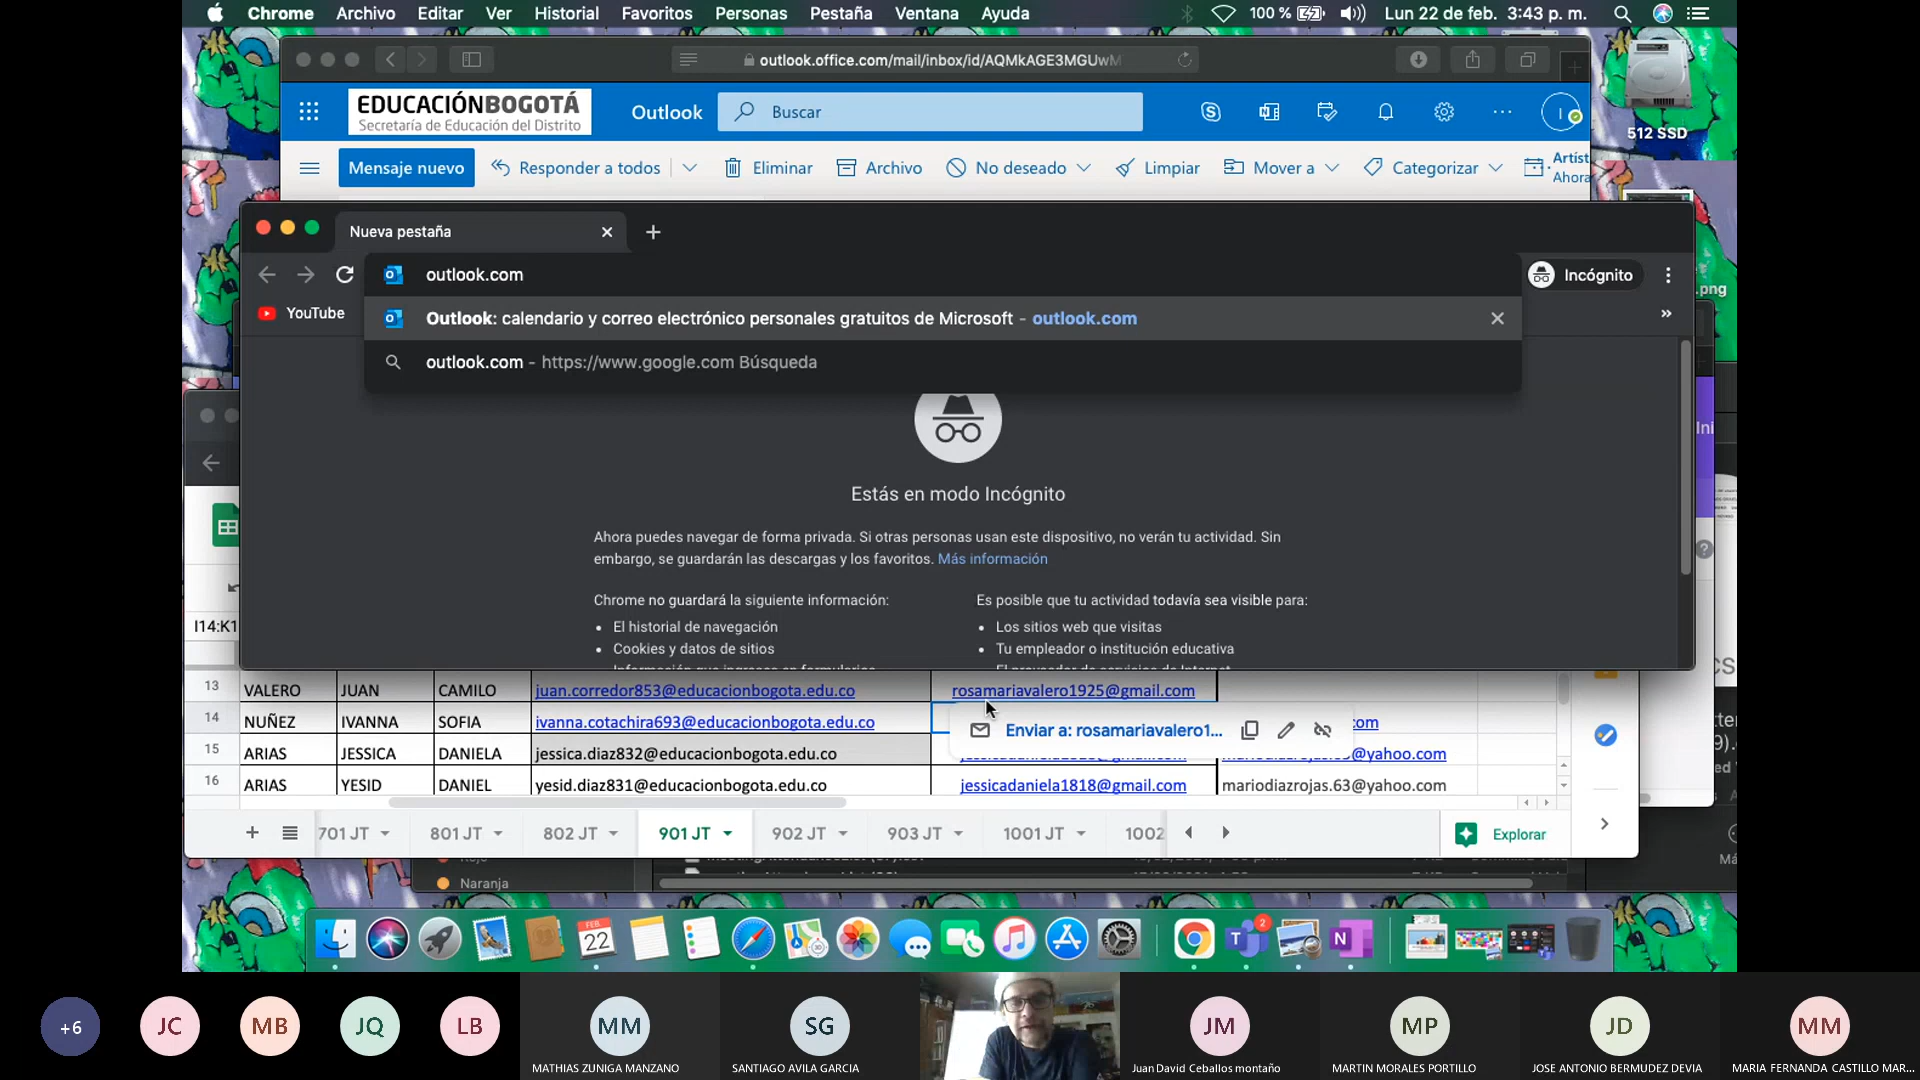 Chrome Archivo Editar Ver Historial Favoritos Personas Pestaña Ventana Ayuda 100 % Lun 22 de feb. 3:43 p. m.
outlook.office.com/mail/inbox/id/AQMkAGE3MGUwM
512 SSD
EDUCACIÓNBOGOTÁ
Secretaría de Educación del Distrito
Outlook
Buscar
I
Mensaje nuevo Responder a todos Eliminar Archivo No deseado Limpiar Mover a Categorizar
Artíst
Ahora
Nueva pestaña
outlook.com
Incógnito
.png
YouTube
»
Outlook: calendario y correo electrónico personales gratuitos de Microsoft - outlook.com
outlook.com - https://www.google.com Búsqueda
Ini
Estás en modo Incógnito
Ahora puedes navegar de forma privada. Si otras personas usan este dispositivo, no verán tu actividad. Sin
embargo, se guardarán las descargas y los favoritos. Más información
Chrome no guardará la siguiente información:
El historial de navegación
Cookies y datos de sitios
Es posible que tu actividad todavía sea visible para:
Los sitios web que visitas
Tu empleador o institución educativa
I14:K1
13 VALERO JUAN CAMILO juan.corredor853@educacionbogota.edu.co rosamariavalero1925@gmail.com
14 NUÑEZ IVANNA SOFIA ivanna.cotachira693@educacionbogota.edu.co .com
Enviar a: rosamariavalero1...
15 ARIAS JESSICA DANIELA jessica.diaz832@educacionbogota.edu.co @yahoo.com
16 ARIAS YESID DANIEL yesid.diaz831@educacionbogota.edu.co jessicadaniela1818@gmail.com mariodiazrojas.63@yahoo.com
701 JT 801 JT 802 JT 901 JT 902 JT 903 JT 1001 JT 1002
Explorar
Naranja
FEB.
22
2
+6 JC MB JQ LB MM SG JM MP JD MM
MATHIAS ZUNIGA MANZANO
SANTIAGO AVILA GARCIA
Juan David Ceballos montaño
MARTIN MORALES PORTILLO
JOSE ANTONIO BERMUDEZ DEVIA
MARIA FERNANDA CASTILLO MAR...